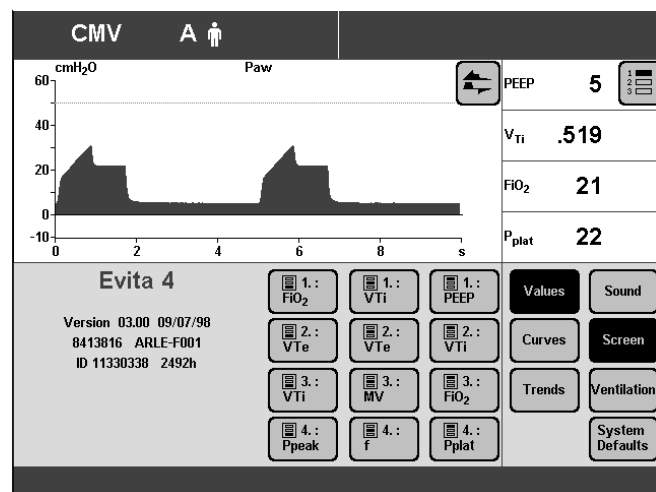 CMV A
cmH₂O Paw
60
40
20
0
-10
0 2 4 6 8 s
PEEP 5
1
2
3
VTi .519
FiO₂ 21
Pplat 22
Evita 4
Version 03.00 09/07/98
8413816 ARLE-F001
ID 11330338 2492h
1.: FiO₂
1.: VTi
1.: PEEP
2.: VTe
2.: VTe
2.: VTi
3.: VTi
3.: MV
3.: FiO₂
4.: Ppeak
4.: f
4.: Pplat
Values
Sound
Curves
Screen
Trends
Ventilation
System
Defaults